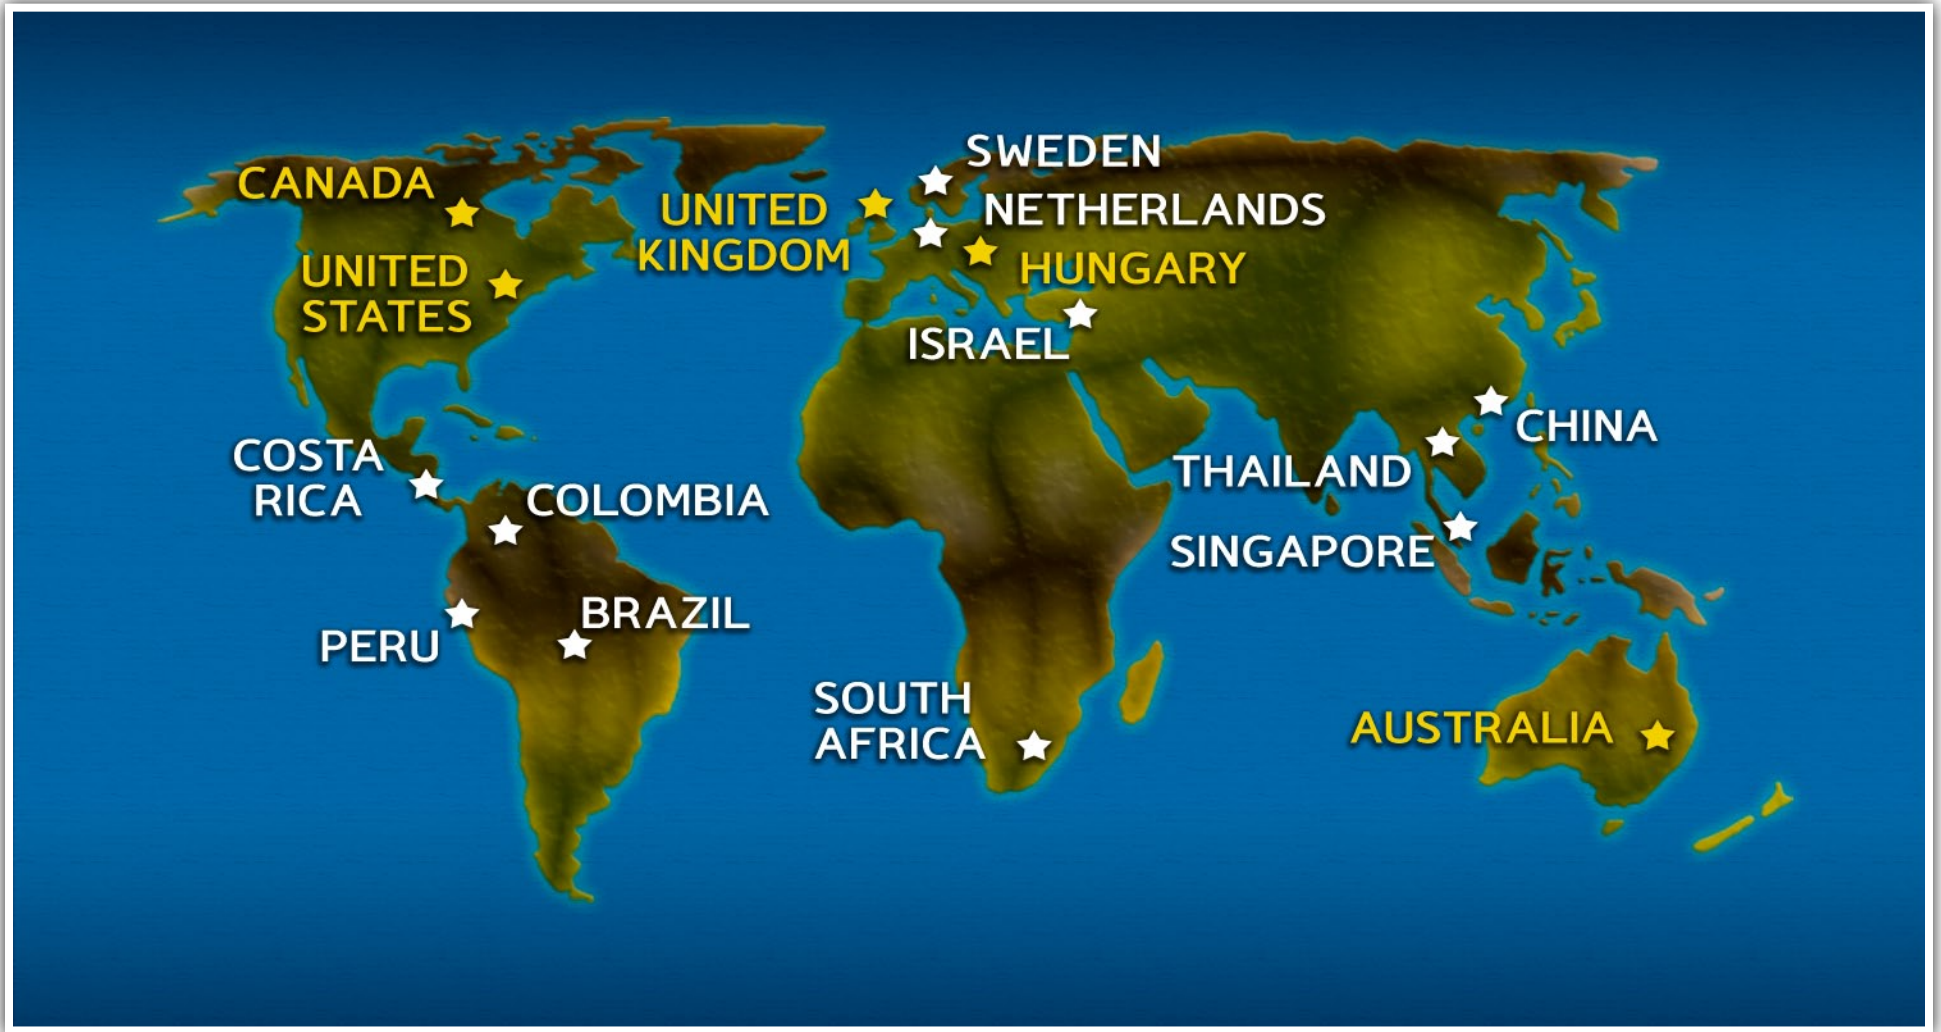 SWEDEN
CANADA
UNITED
KINGDOM
NETHERLANDS
UNITED
STATES
HUNGARY
ISRAEL
COSTA
RICA
COLOMBIA
CHINA
THAILAND
SINGAPORE
BRAZIL
PERU
SOUTH
AFRICA
AUSTRALIA